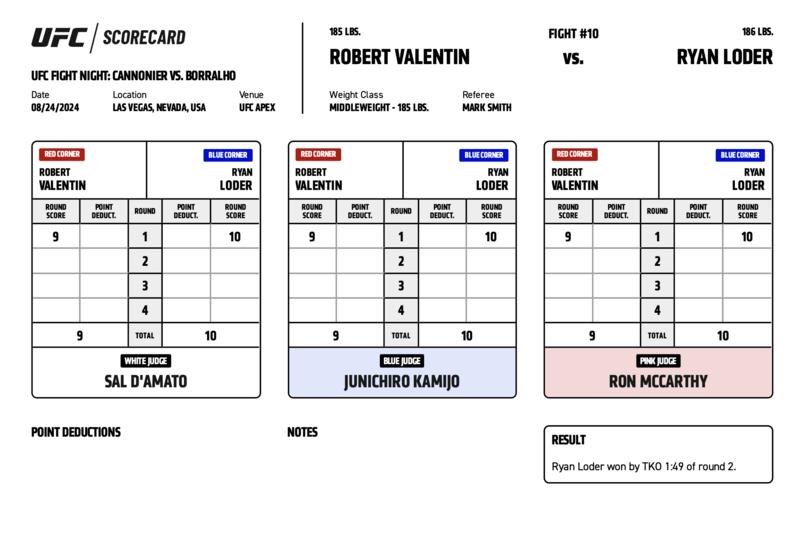 UFC / SCORECARD
UFC FIGHT NIGHT: CANNONIER VS. BORRALHO
Date Location Venue
08/24/2024 LAS VEGAS, NEVADA, USA UFC APEX
185 LBS. FIGHT #10 186 LBS.
ROBERT VALENTIN VS. RYAN LODER
Weight Class Referee
MIDDLEWEIGHT - 185 LBS. MARK SMITH
RED CORNER BLUE CORNER
ROBERT RYAN
VALENTIN LODER
ROUND POINT ROUND POINT ROUND
SCORE DEDUCT. DEDUCT. SCORE
9 1 10
2
3
4
9 TOTAL 10
WHITE JUDGE
SAL D'AMATO
RED CORNER BLUE CORNER
ROBERT RYAN
VALENTIN LODER
ROUND POINT ROUND POINT ROUND
SCORE DEDUCT. DEDUCT. SCORE
9 1 10
2
3
4
9 TOTAL 10
BLUE JUDGE
JUNICHIRO KAMIJO
RED CORNER BLUE CORNER
ROBERT RYAN
VALENTIN LODER
ROUND POINT ROUND POINT ROUND
SCORE DEDUCT. DEDUCT. SCORE
9 1 10
2
3
4
9 TOTAL 10
PINK JUDGE
RON MCCARTHY
POINT DEDUCTIONS
NOTES
RESULT
Ryan Loder won by TKO 1:49 of round 2.